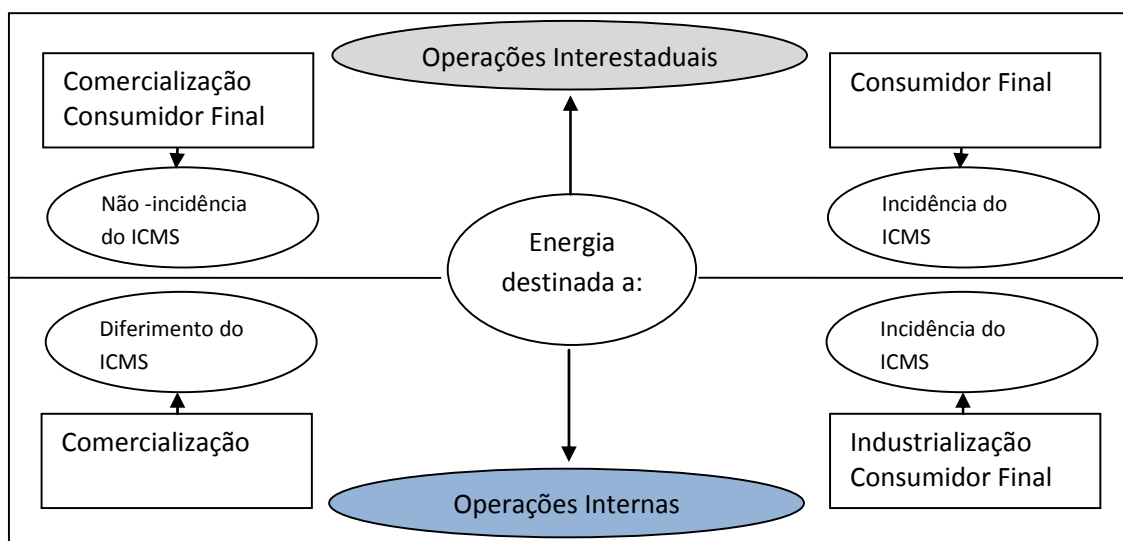 Operações Interestaduais
Comercialização
Consumidor Final
Consumidor Final
Não -incidência
do ICMS
Incidência do
ICMS
Energia
destinada a:
Diferimento do
ICMS
Incidência do
ICMS
Comercialização
Industrialização
Consumidor Final
Operações Internas